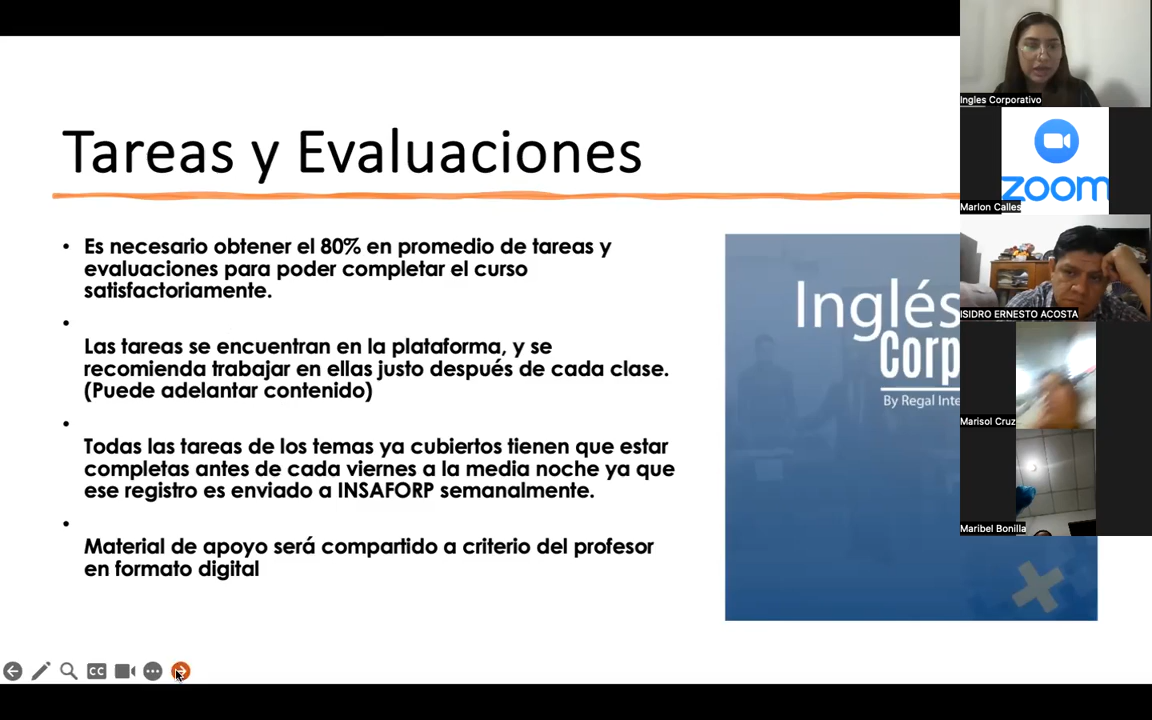 Tareas y Evaluaciones
• Es necesario obtener el 80% en promedio de tareas y
evaluaciones para poder completar el curso
satisfactoriamente.
•
Las tareas se encuentran en la plataforma, y se
recomienda trabajar en ellas justo después de cada clase.
(Puede adelantar contenido)
•
Todas las tareas de los temas ya cubiertos tienen que estar
completas antes de cada viernes a la media noche ya que
ese registro es enviado a INSAFORP semanalmente.
•
Material de apoyo será compartido a criterio del profesor
en formato digital
Inglés
Corp
By Regal Inte
CC
Ingles Corporativo
zoom
Marlon Calles
ISIDRO ERNESTO ACOSTA
Marisol Cruz
Maribel Bonilla